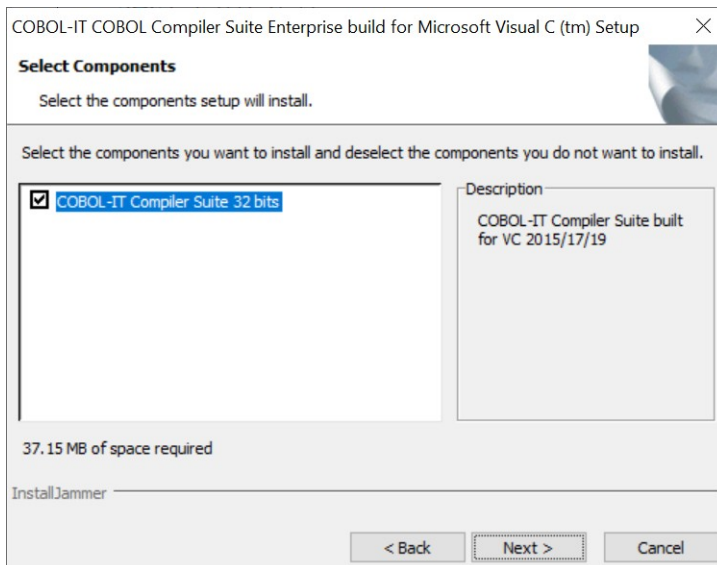 COBOL-IT COBOL Compiler Suite Enterprise build for Microsoft Visual C (tm) Setup
Select Components
Select the components setup will install.
Select the components you want to install and deselect the components you do not want to install.
COBOL-IT Compiler Suite 32 bits
Description
COBOL-IT Compiler Suite built
for VC 2015/17/19
37.15 MB of space required
InstallJammer
< Back
Next >
Cancel